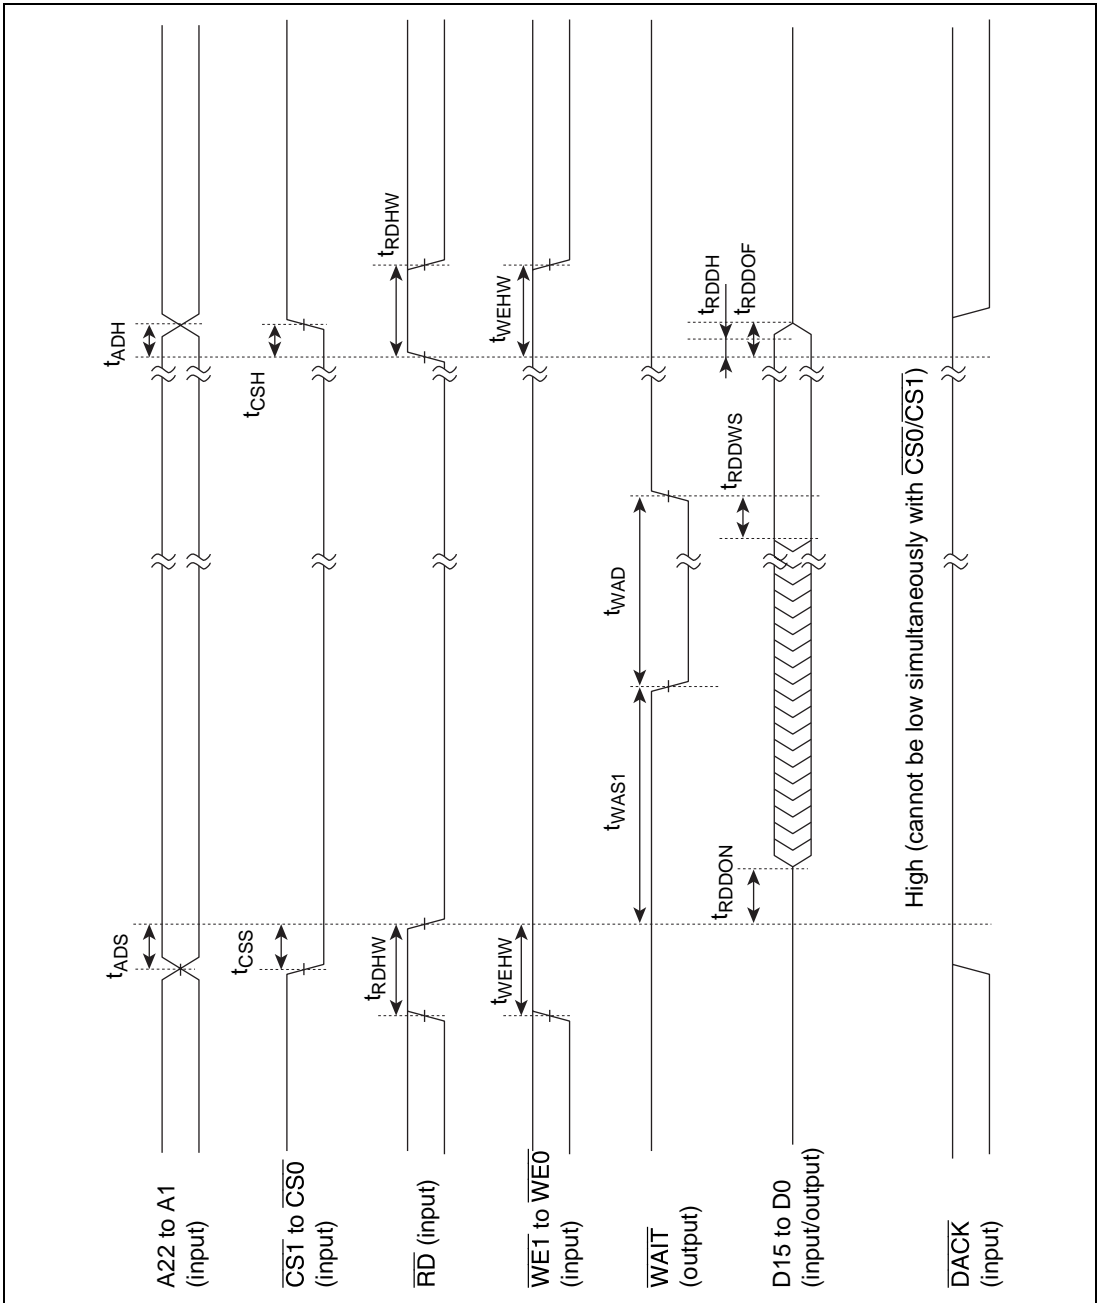 A22 to A1
(input)
tADS
tADH
CS1 to CS0
(input)
tCSS
tCSH
RD (input)
tRDHW
tRDHW
WE1 to WE0
(input)
tWEHW
tWEHW
WAIT
(output)
tWAS1
tWAD
D15 to D0
(input/output)
tRDDON
tRDDWS
tRDDH
tRDDOF
High (cannot be low simultaneously with CS0/CS1)
DACK
(input)